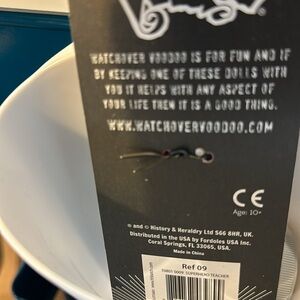 WATCHOVER VOODOO IS FOR FUN AND IF
BY KEEPING ONE OF THESE DOLLS WITH
YOU IT HELPS WITH ANY ASPECT OF
YOUR LIFE THEN IT IS A GOOD THING.
WWW.WATCHOVERVOODOO.COM
CE
Age: 10+
® and © History & Heraldry Ltd S66 8HR, UK.
Distributed in the USA by Fordoles USA Inc.
Coral Springs, FL 33065, USA.
Made in China
Ref 09
SUPERHERO TEACHER